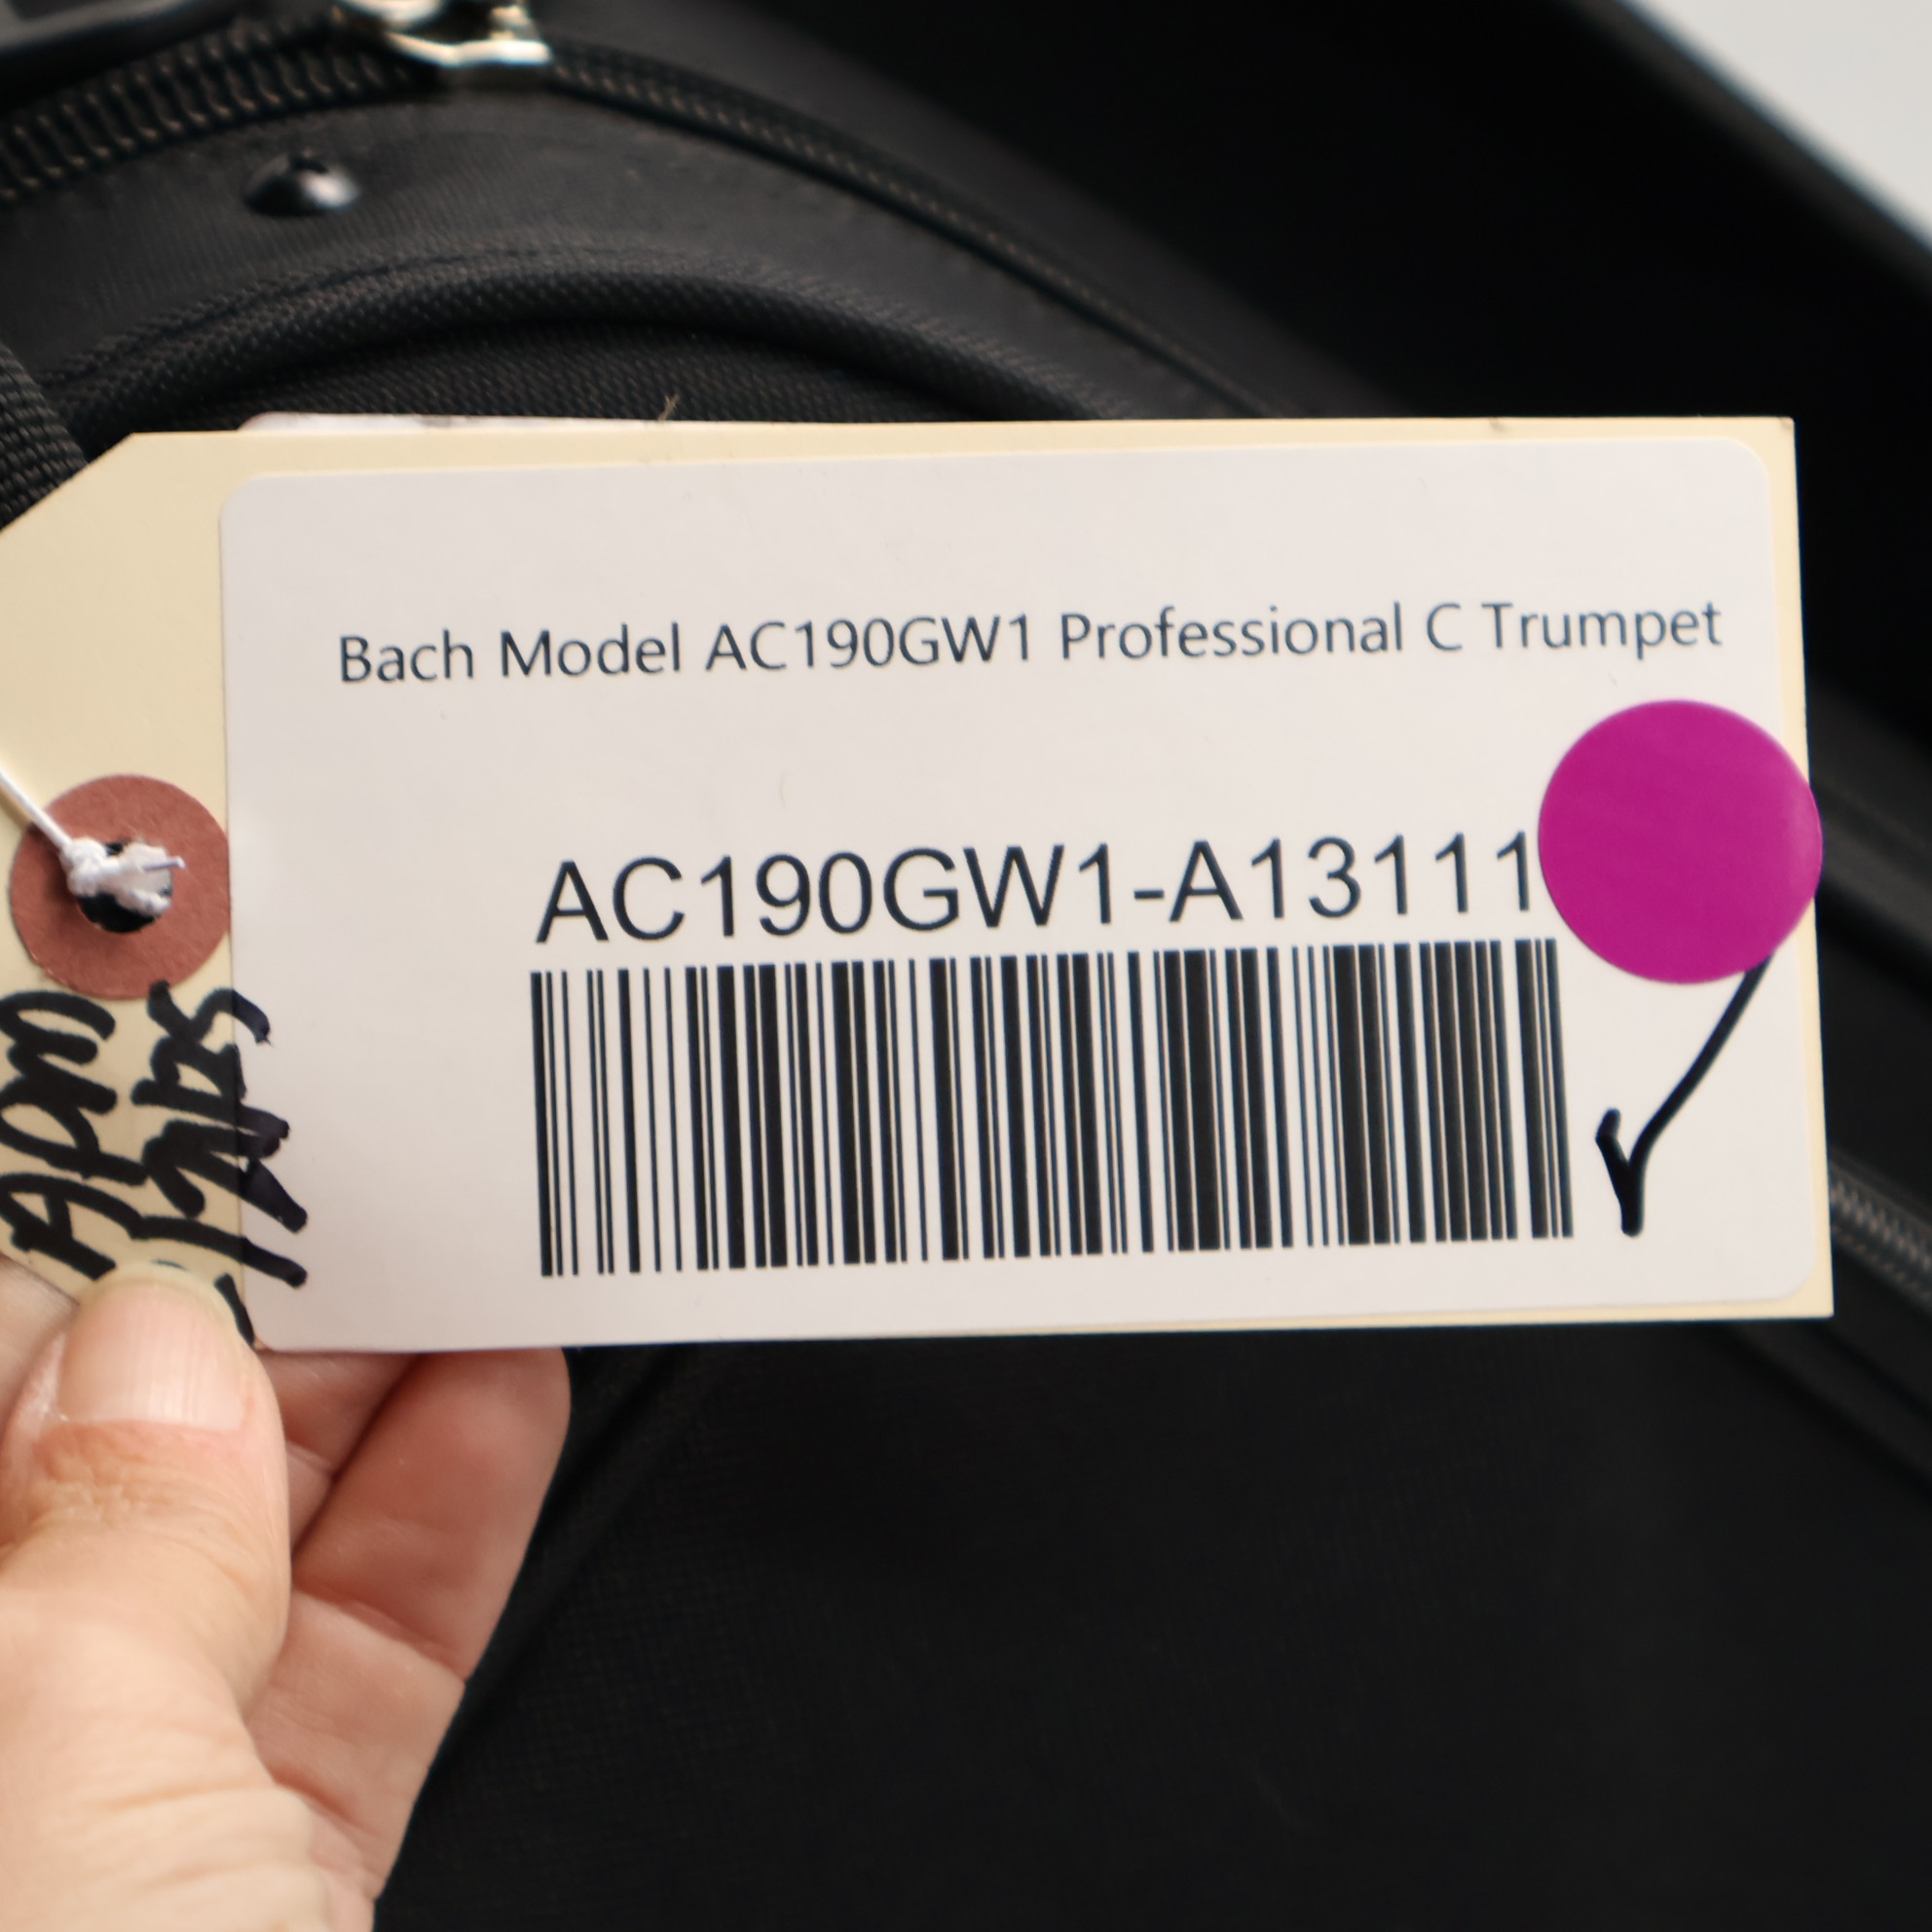 Bach Model AC190GW1 Professional C Trumpet
AC190GW1-A13111